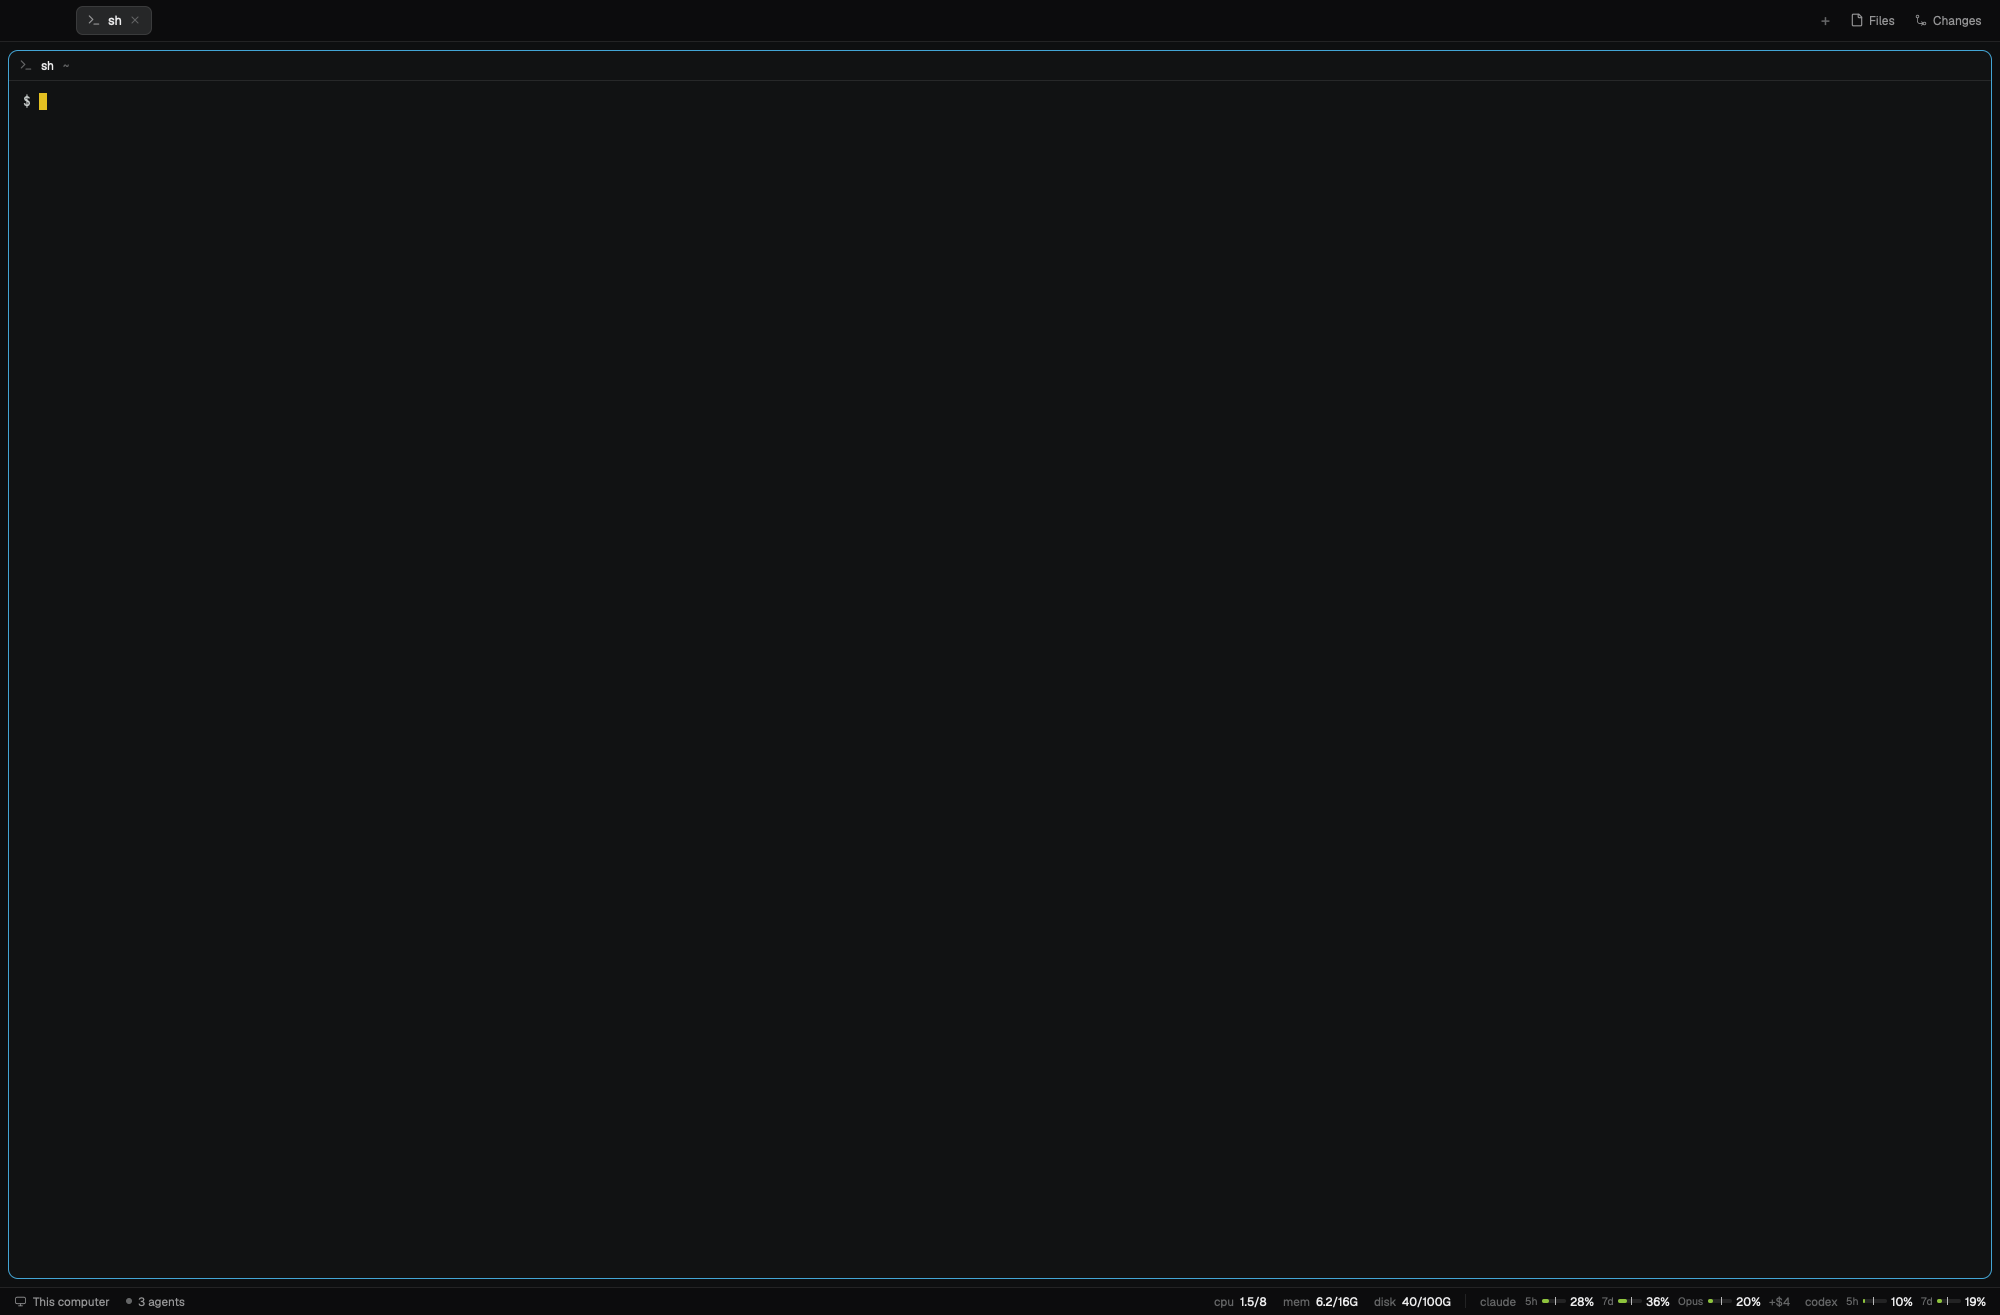 sh
Files Changes
sh ~
$
This computer 3 agents cpu 1.5/8 mem 6.2/16G disk 40/100G claude 5h 28% 7d 36% Opus 20% +$4 codex 5h 10% 7d 19%